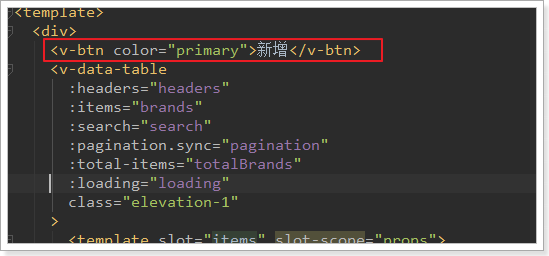 <template>
<div>
<v-btn color="primary">新增</v-btn>
<v-data-table
:headers="headers"
:items="brands"
:search="search"
:pagination.sync="pagination"
:total-items="totalBrands"
:loading="loading"
class="elevation-1"
>
<template slot="items" slot-scope="props">